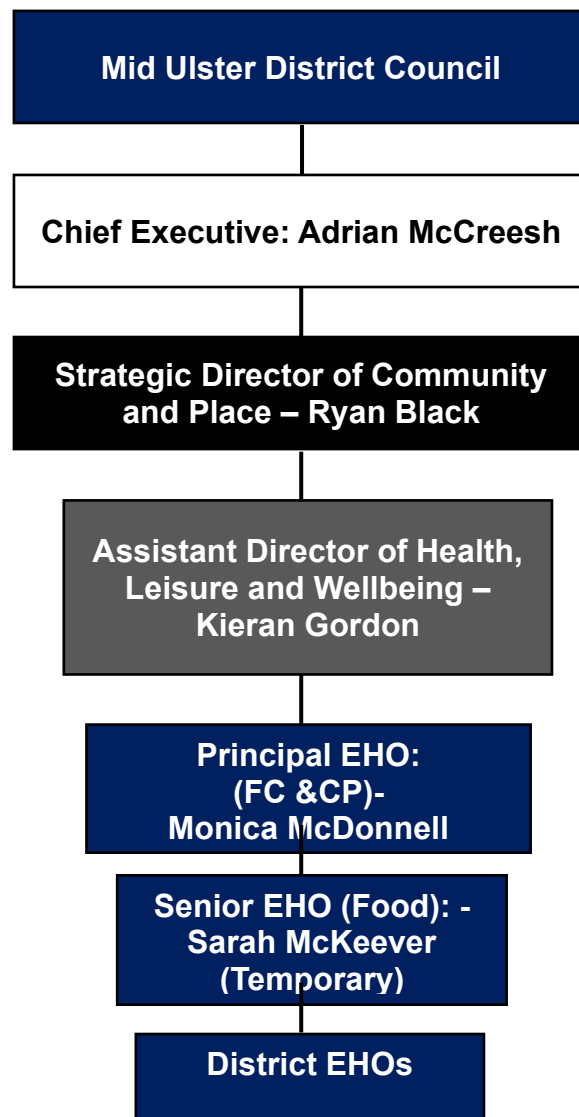 Mid Ulster District Council
Chief Executive: Adrian McCreesh
Strategic Director of Community
and Place – Ryan Black
Assistant Director of Health,
Leisure and Wellbeing –
Kieran Gordon
Principal EHO:
(FC &CP)-
Monica McDonnell
Senior EHO (Food): -
Sarah McKeever
(Temporary)
District EHOs